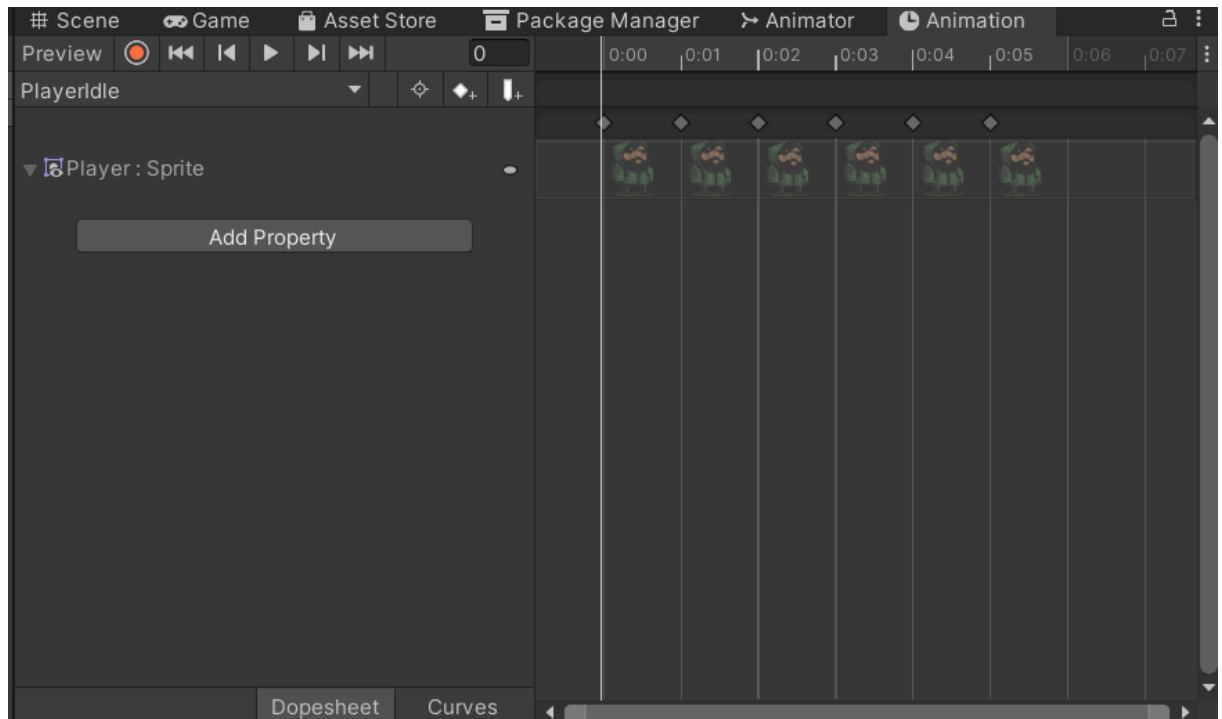 Scene Game Asset Store Package Manager Animator Animation
Preview 0 0:00 0:01 0:02 0:03 0:04 0:05 0:06 0:07
PlayerIdle
Player : Sprite
Add Property
Dopesheet Curves